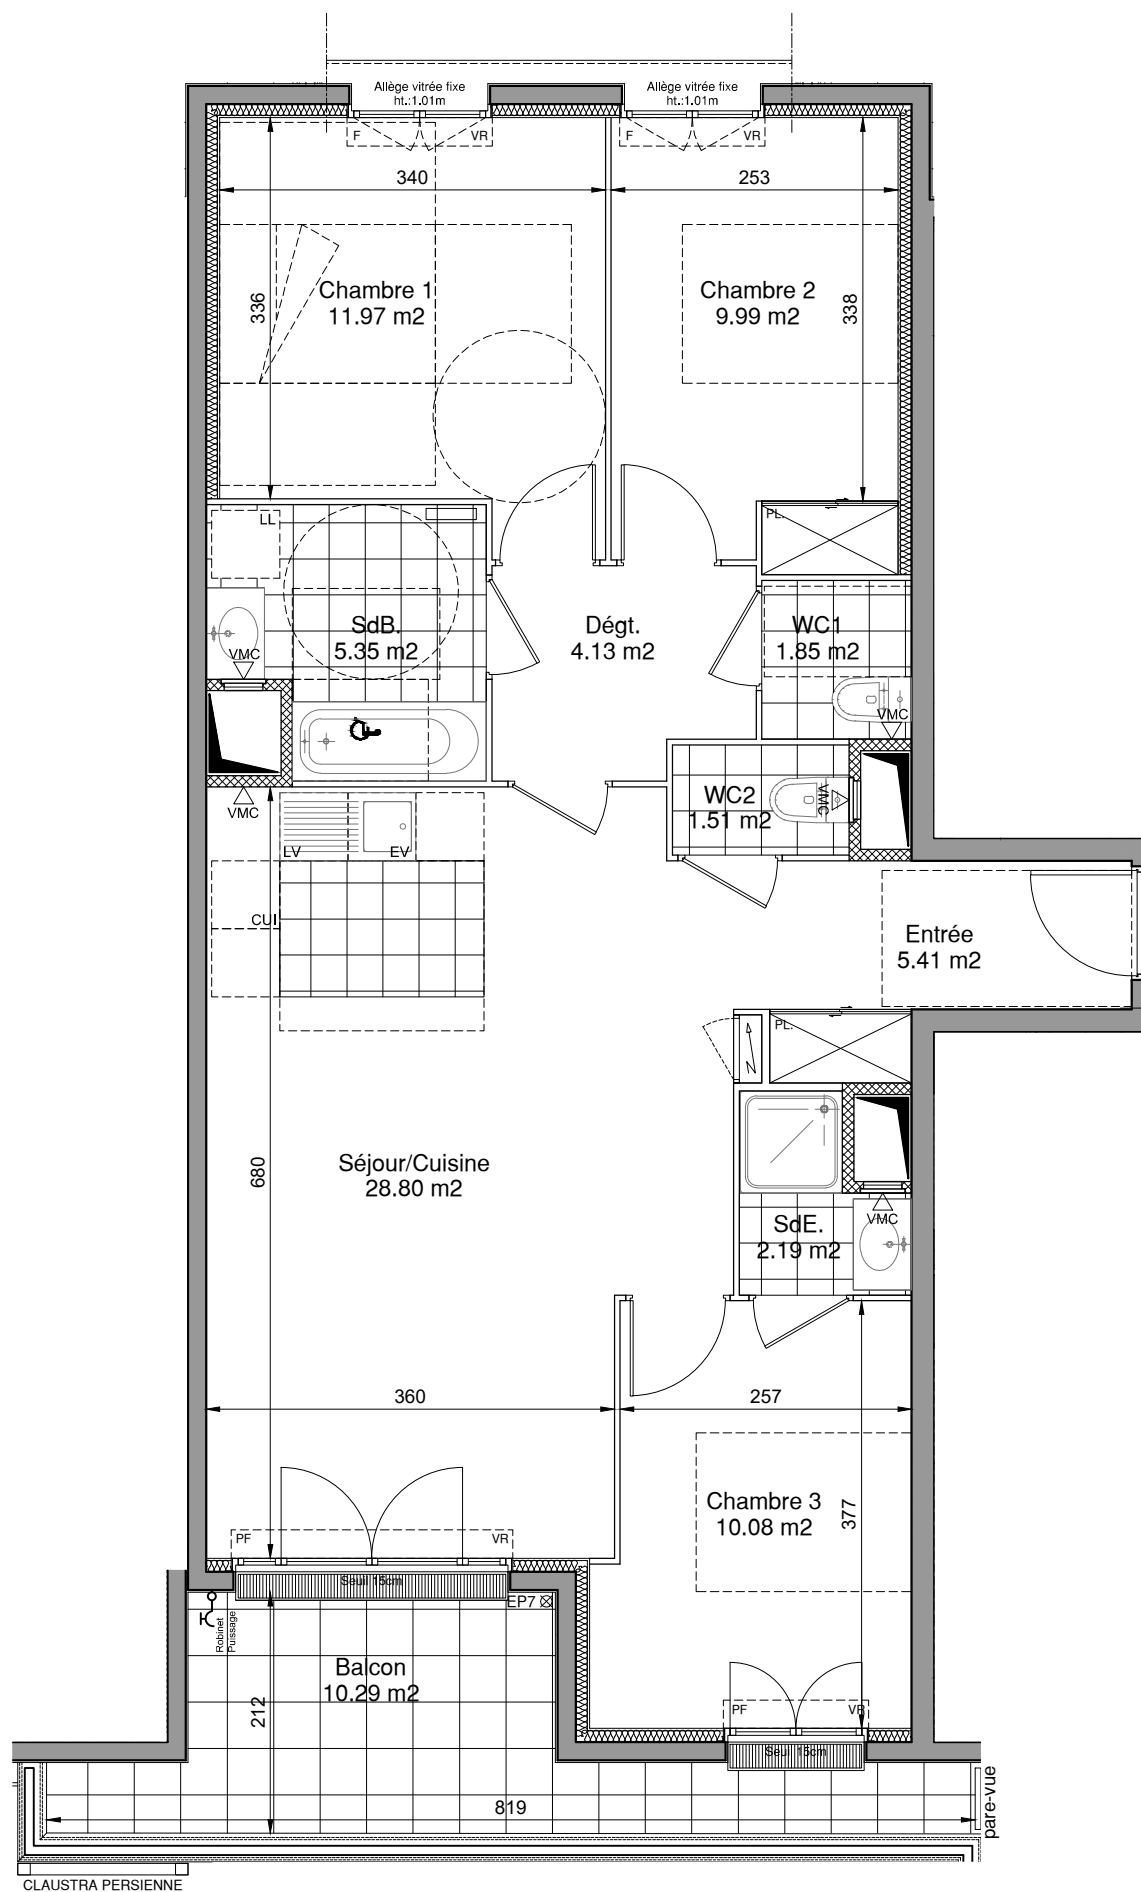 Allège vitrée fixe
ht.:1.01m
Allège vitrée fixe
ht.:1.01m
F
VR
F
VR
340
253
336
338
Chambre 1
11.97 m2
Chambre 2
9.99 m2
LL
PL.
SdB.
5.35 m2
VMC
Dégt.
4.13 m2
WC1
1.85 m2
VMC
WC2
1.51 m2
VMC
VMC
LV
EV
CUI
Entrée
5.41 m2
PL.
680
Séjour/Cuisine
28.80 m2
SdE.
2.19 m2
VMC
360
257
Chambre 3
10.08 m2
377
PF
VR
Seuil 15cm
EP7
Robinet
Puissage
Balcon
10.29 m2
212
PF
VR
Seuil 15cm
819
pare-vue
CLAUSTRA PERSIENNE